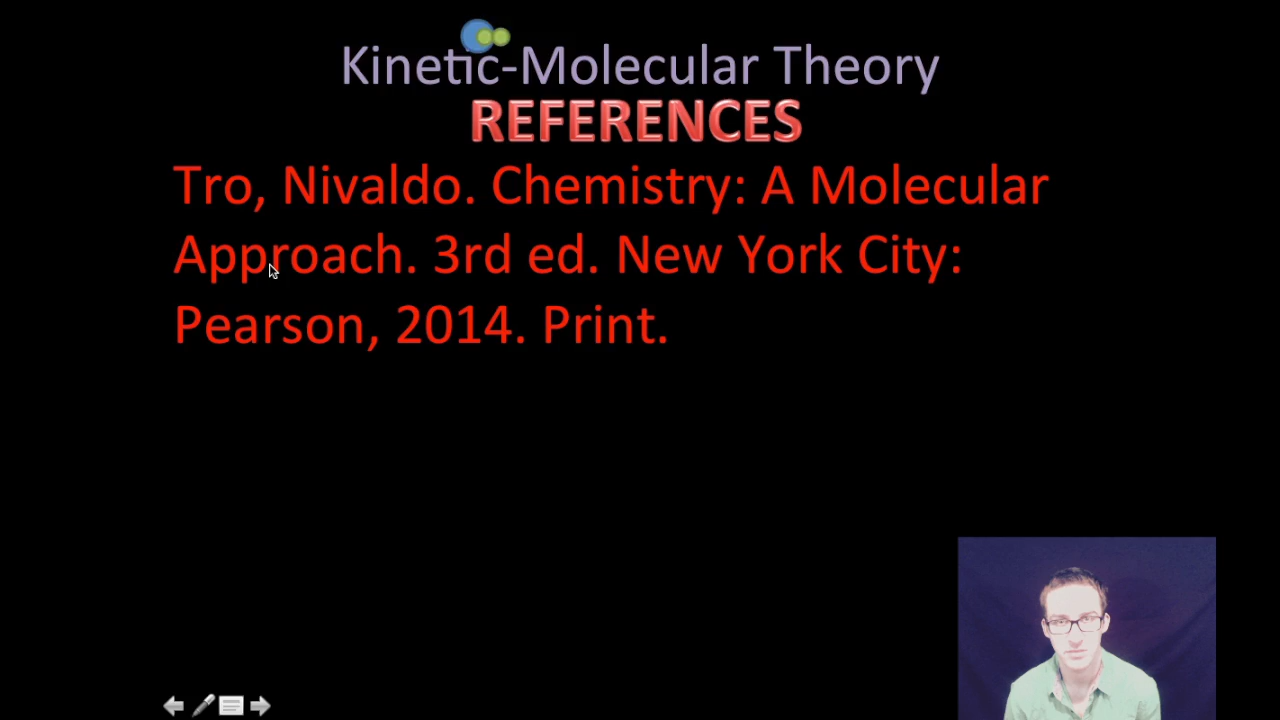 Kinetic-Molecular Theory
REFERENCES
Tro, Nivaldo. Chemistry: A Molecular
Approach. 3rd ed. New York City:
Pearson, 2014. Print.